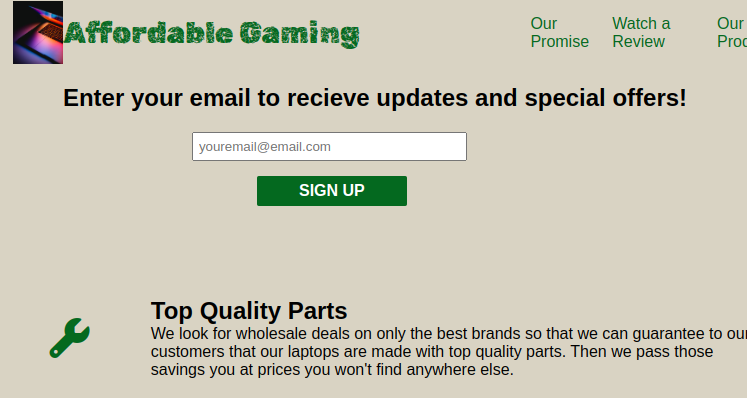 Affordable Gaming
Our
Promise
Watch a
Review
Our
Enter your email to recieve updates and special offers!
youremail@email.com
SIGN UP
Top Quality Parts
We look for wholesale deals on only the best brands so that we can guarantee to our
customers that our laptops are made with top quality parts. Then we pass those
savings you at prices you won't find anywhere else.